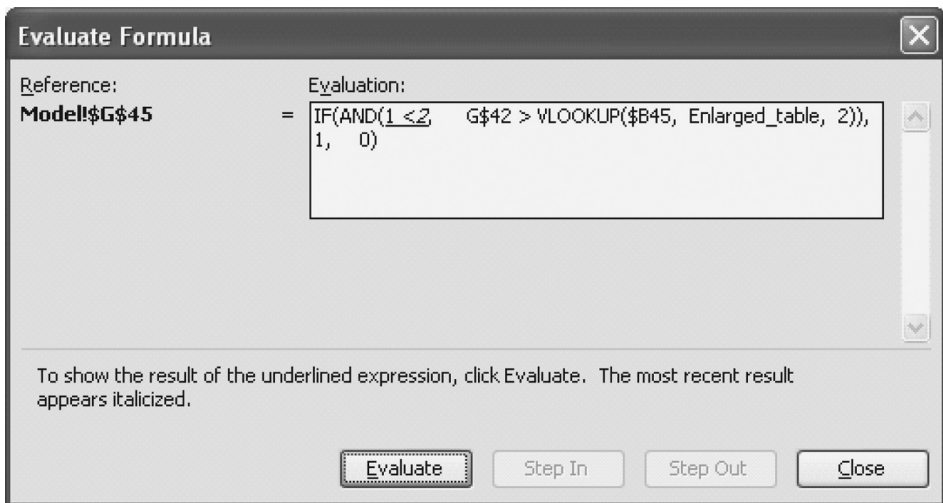 Evaluate Formula
Reference:
Evaluation:
Model!$G$45
=
IF(AND(1 <2, G$42 > VLOOKUP($B45, Enlarged_table, 2)),
1, 0)
To show the result of the underlined expression, click Evaluate. The most recent result
appears italicized.
Evaluate
Step In
Step Out
Close